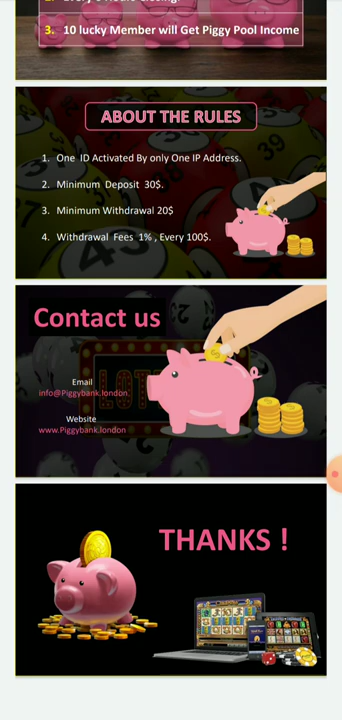 3. 10 lucky Member will Get Piggy Pool Income
ABOUT THE RULES
1. One ID Activated By only One IP Address.
2. Minimum Deposit 30$.
3. Minimum Withdrawal 20$
4. Withdrawal Fees 1% , Every 100$.
Contact us
Email
info@Piggybank.london
Website
www.Piggybank.london
THANKS !